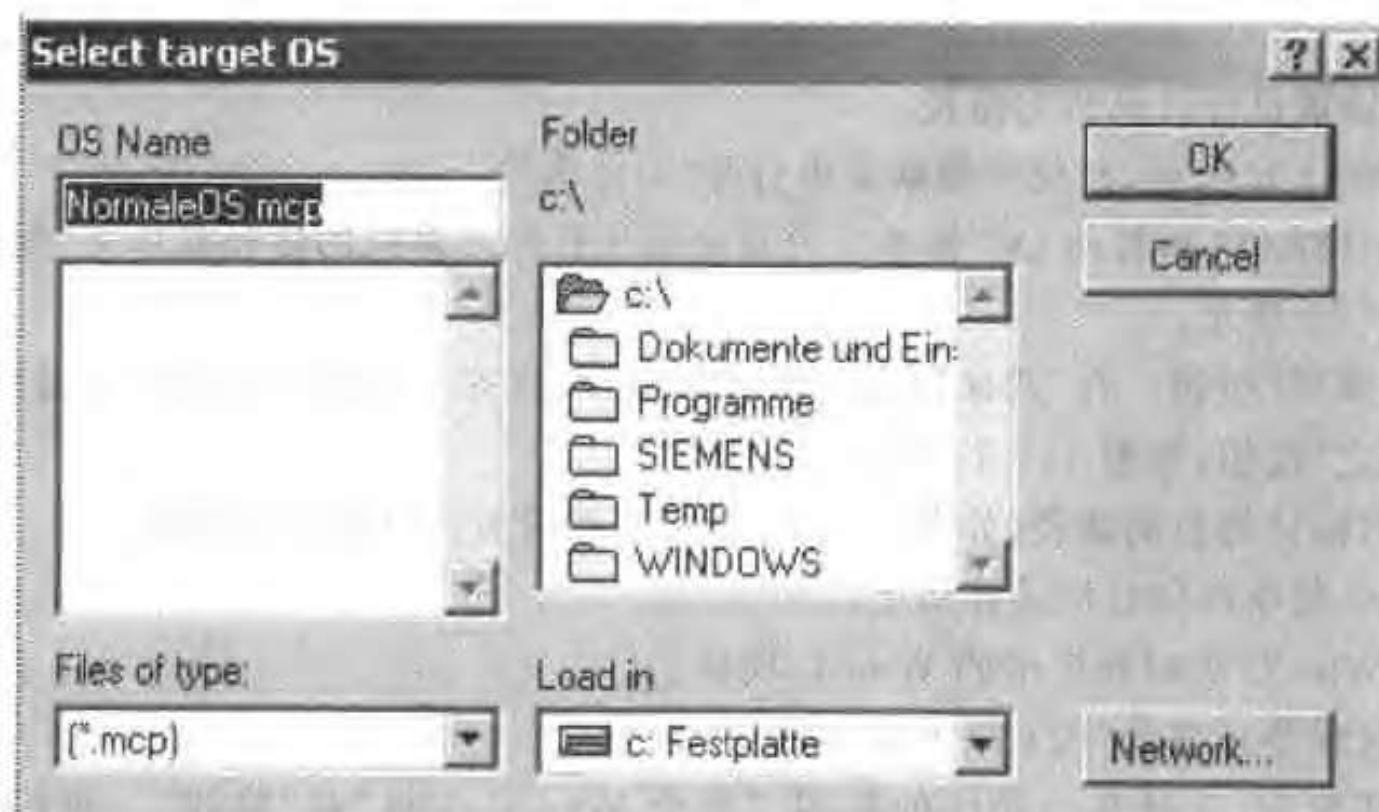 Select target OS
OS Name
NormaleOS.mcp
Folder
c:\
OK
Cancel
c:\
Dokumente und Ein
Programme
SIEMENS
Temp
WINDOWS
Files of type:
(*.mcp)
Load in
c: Festplatte
Network...